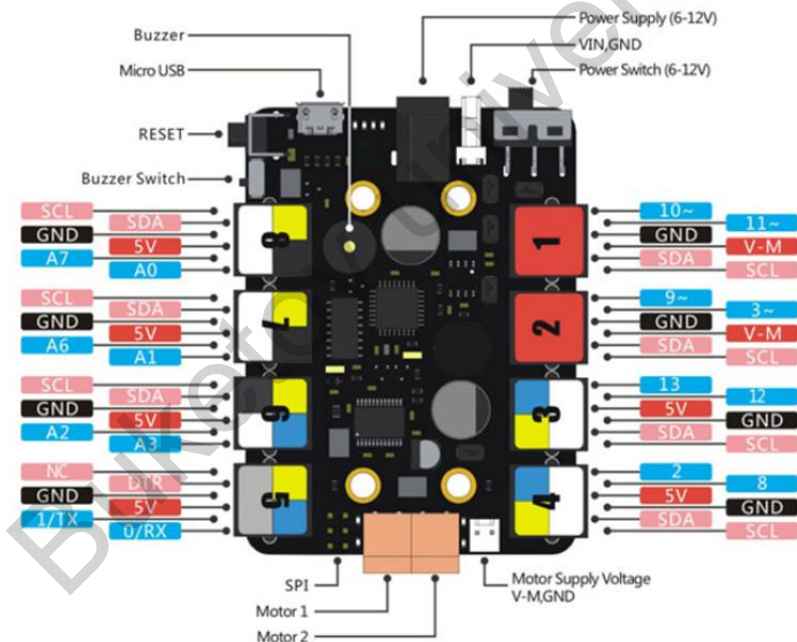 Power Supply (6-12V)
Buzzer
VIN,GND
Micro USB
Power Switch (6-12V)
RESET
Buzzer Switch
SCL
SDA
GND
5V
A7
A0
8
SCL
SDA
GND
5V
A6
A1
7
SCL
SDA
GND
5V
A2
A3
6
NC
DTR
GND
5V
1/TX
0/RX
5
10~
11~
GND
V-M
SDA
SCL
1
9~
3~
GND
V-M
SDA
SCL
2
13
12
5V
GND
SDA
SCL
3
2
8
5V
GND
SDA
SCL
4
SPI
Motor 1
Motor 2
Motor Supply Voltage
V-M,GND